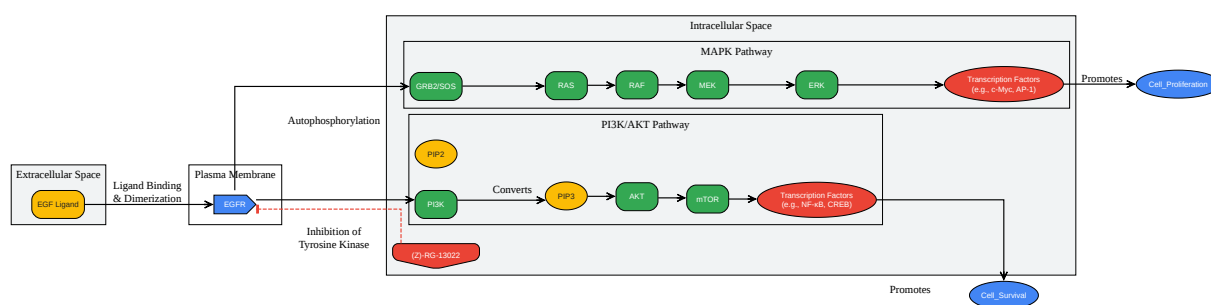 Intracellular Space
MAPK Pathway
GRB2/SOS
RAS
RAF
MEK
ERK
Transcription Factors
(e.g., c-Myc, AP-1)
Promotes
Cell_Proliferation
Autophosphorylation
PI3K/AKT Pathway
PIP2
Extracellular Space
EGF Ligand
Ligand Binding
& Dimerization
Plasma Membrane
EGFR
PI3K
Converts
PIP3
AKT
mTOR
Transcription Factors
(e.g., NF-κB, CREB)
Inhibition of
Tyrosine Kinase
(Z)-RG-13022
Promotes
Cell_Survival